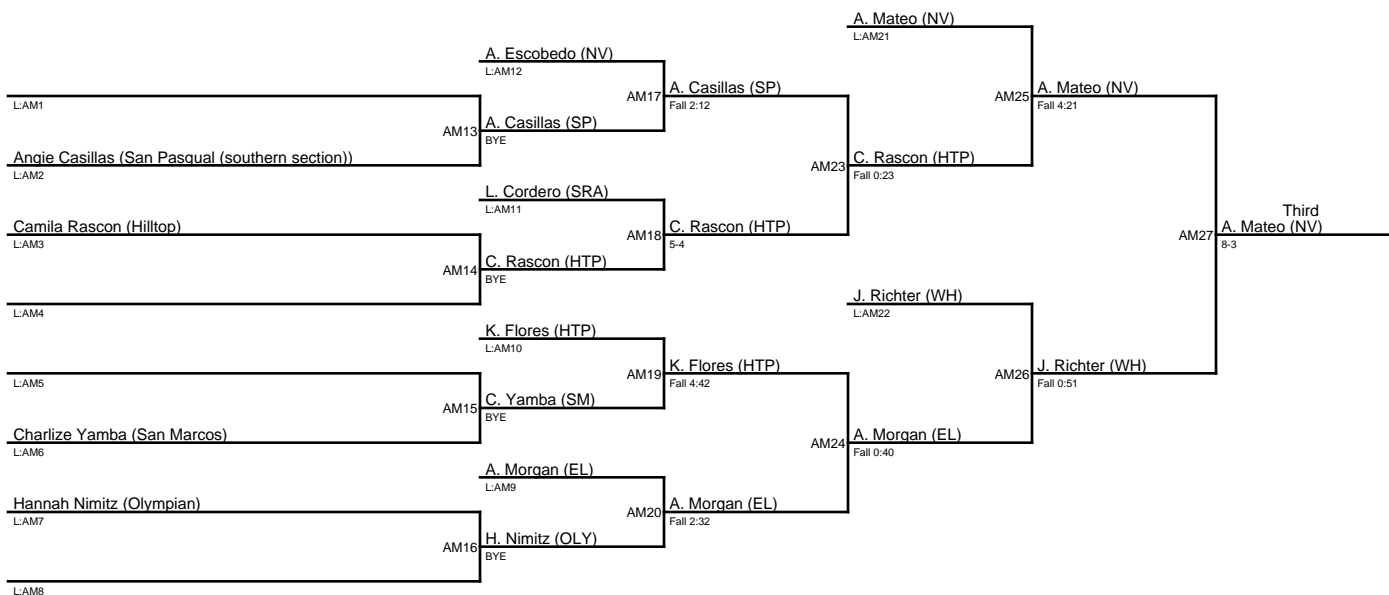 A. Mateo (NV)
L:AM21
A. Escobedo (NV)
L:AM12
A. Casillas (SP)
AM17
Fall 2:12
A. Mateo (NV)
AM25
Fall 4:21
L:AM1
A. Casillas (SP)
AM13
BYE
Angie Casillas (San Pasqual (southern section))
L:AM2
C. Rascon (HTP)
AM23
Fall 0:23
L. Cordero (SRA)
L:AM11
Third
Camila Rascon (Hilltop)
L:AM3
C. Rascon (HTP)
AM18
5-4
A. Mateo (NV)
AM27
8-3
C. Rascon (HTP)
AM14
BYE
L:AM4
J. Richter (WH)
L:AM22
K. Flores (HTP)
L:AM10
L:AM5
K. Flores (HTP)
AM19
Fall 4:42
J. Richter (WH)
AM26
Fall 0:51
C. Yamba (SM)
AM15
BYE
Charlize Yamba (San Marcos)
L:AM6
A. Morgan (EL)
AM24
Fall 0:40
A. Morgan (EL)
L:AM9
Hannah Nimitz (Olympian)
L:AM7
A. Morgan (EL)
AM20
Fall 2:32
H. Nimitz (OLY)
AM16
BYE
L:AM8